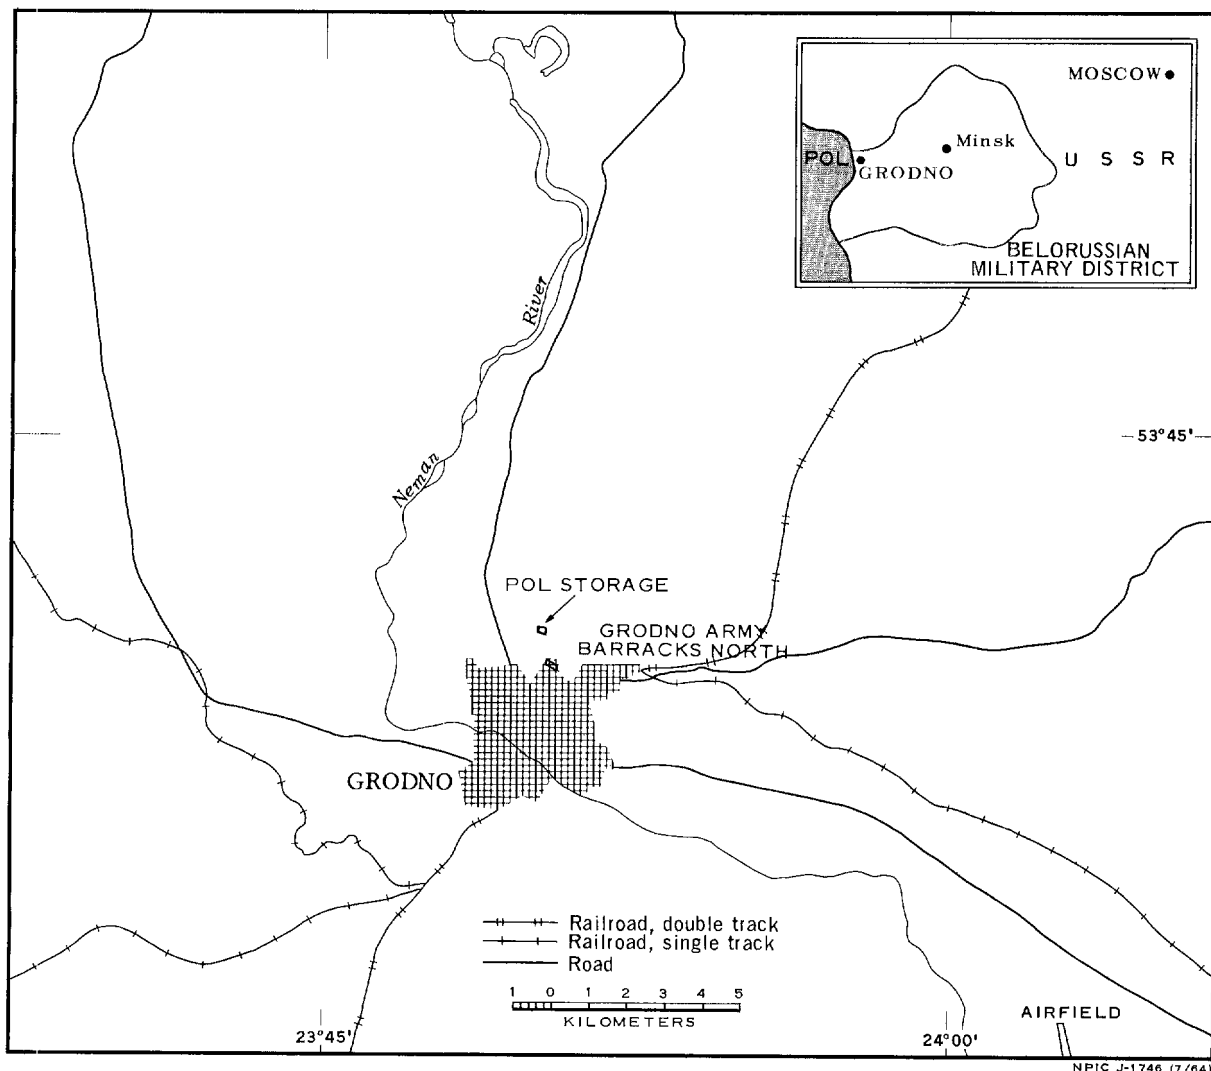 MOSCOW
Minsk
POL
GRODNO
U S S R
BELORUSSIAN
MILITARY DISTRICT
River
53°45'
Neman
POL STORAGE
GRODNO ARMY
BARRACKS NORTH
GRODNO
Railroad, double track
Railroad, single track
Road
1 0 1 2 3 4 5
KILOMETERS
AIRFIELD
23°45'
24°00'
NPIC J-1746 (7/64)